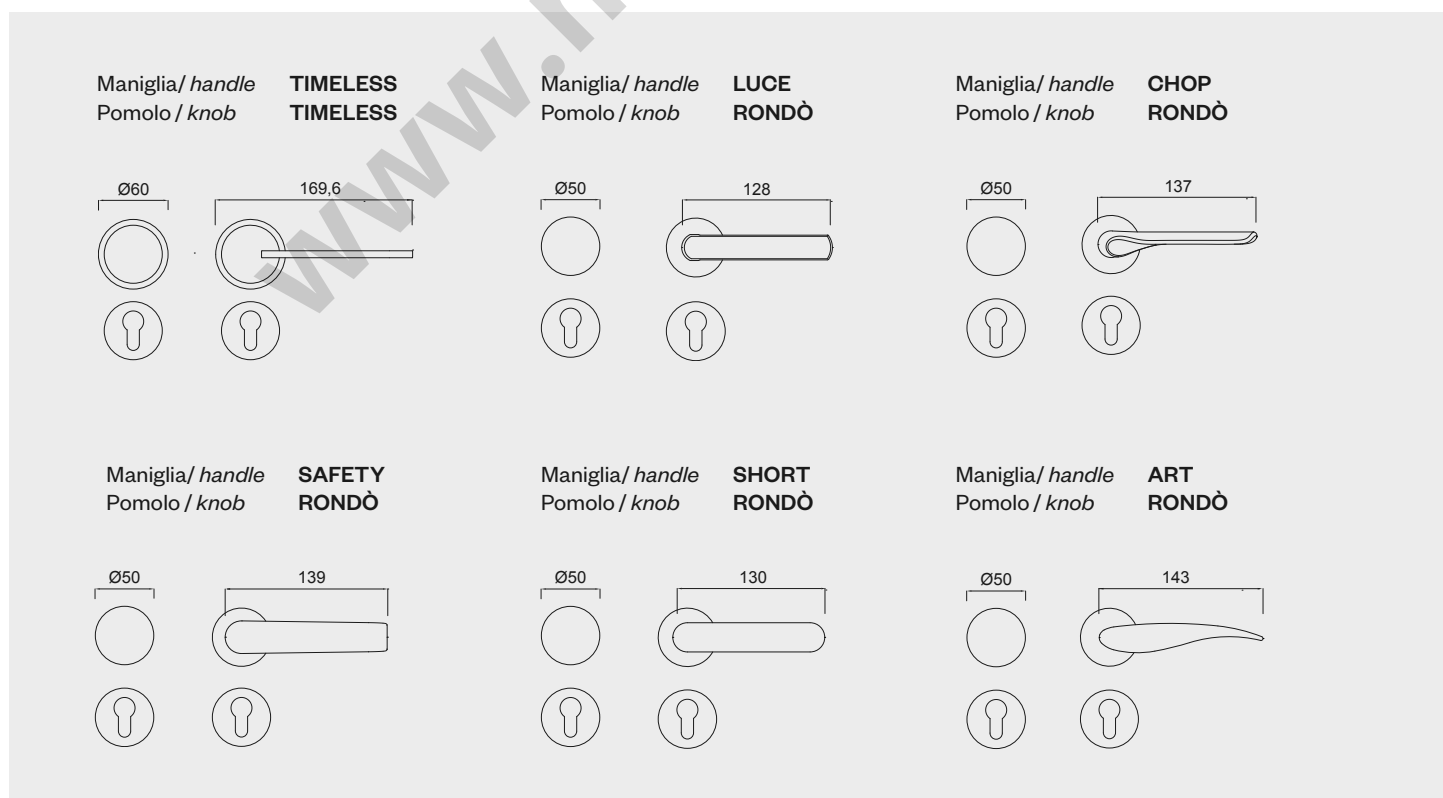 Maniglia/ handle TIMELESS
Pomolo / knob TIMELESS
Ø60
169,6
Maniglia/ handle LUCE
Pomolo / knob RONDÒ
Ø50
128
Maniglia/ handle CHOP
Pomolo / knob RONDÒ
Ø50
137
Maniglia/ handle SAFETY
Pomolo / knob RONDÒ
Ø50
139
Maniglia/ handle SHORT
Pomolo / knob RONDÒ
Ø50
130
Maniglia/ handle ART
Pomolo / knob RONDÒ
Ø50
143
www.